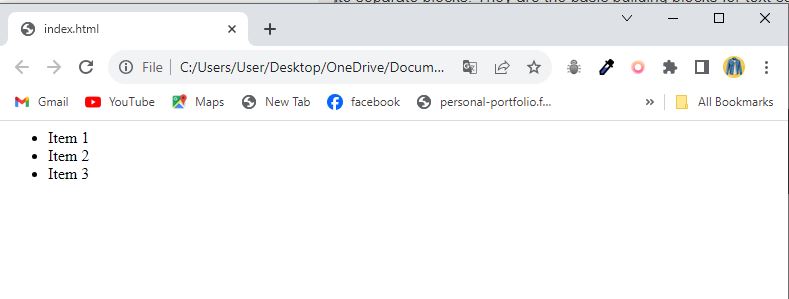 index.html
File C:/Users/User/Desktop/OneDrive/Docum...
Gmail YouTube Maps New Tab facebook personal-portfolio.f... » All Bookmarks
Item 1
Item 2
Item 3